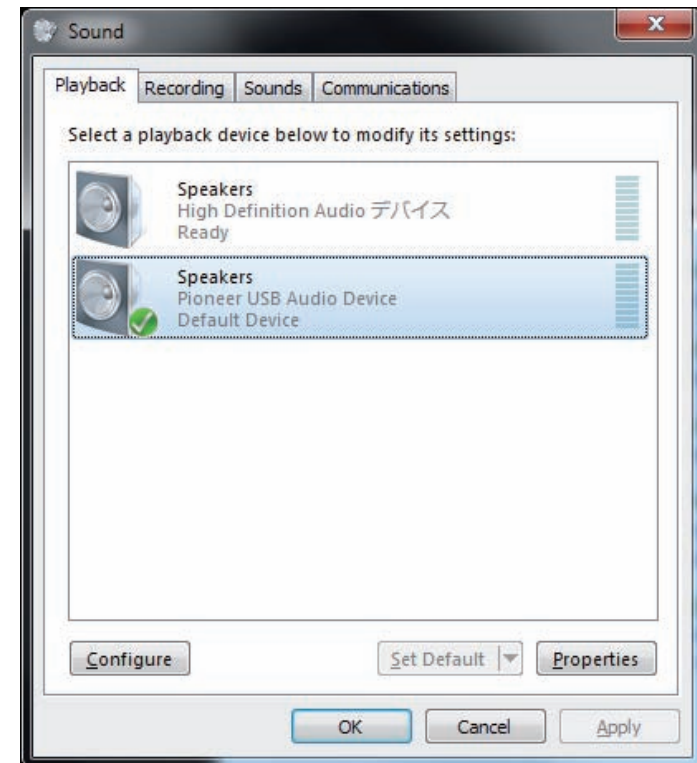 Sound
Playback Recording Sounds Communications
Select a playback device below to modify its settings:
Speakers
High Definition Audio デバイス
Ready
Speakers
Pioneer USB Audio Device
Default Device
Configure Set Default Properties
OK Cancel Apply